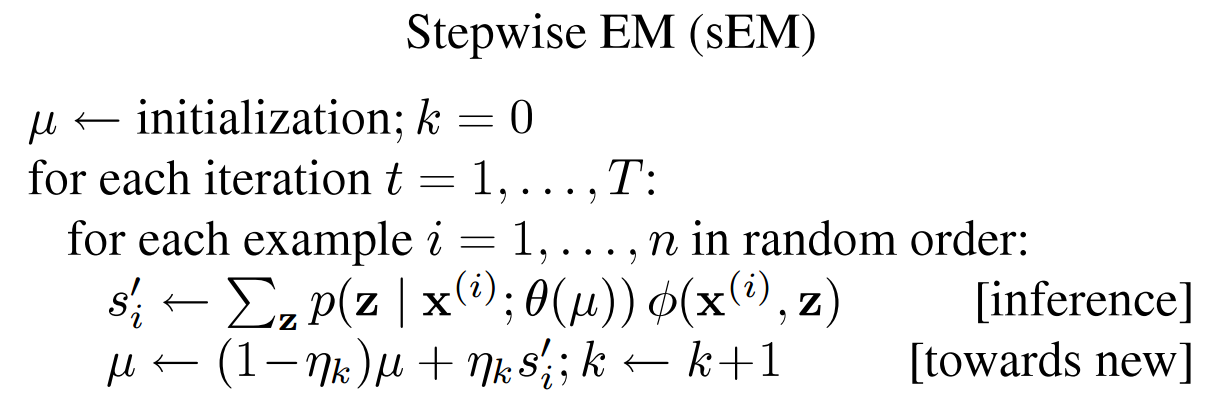 Stepwise EM (sEM)
μ ← initialization; k = 0
for each iteration t = 1, . . . , T:
for each example i = 1, . . . , n in random order:
s′ᵢ ← ∑_𝐳 p(𝐳 | 𝐱⁽ⁱ⁾; θ(μ)) ϕ(𝐱⁽ⁱ⁾, 𝐳) [inference]
μ ← (1−ηₖ)μ + ηₖs′ᵢ; k ← k+1 [towards new]